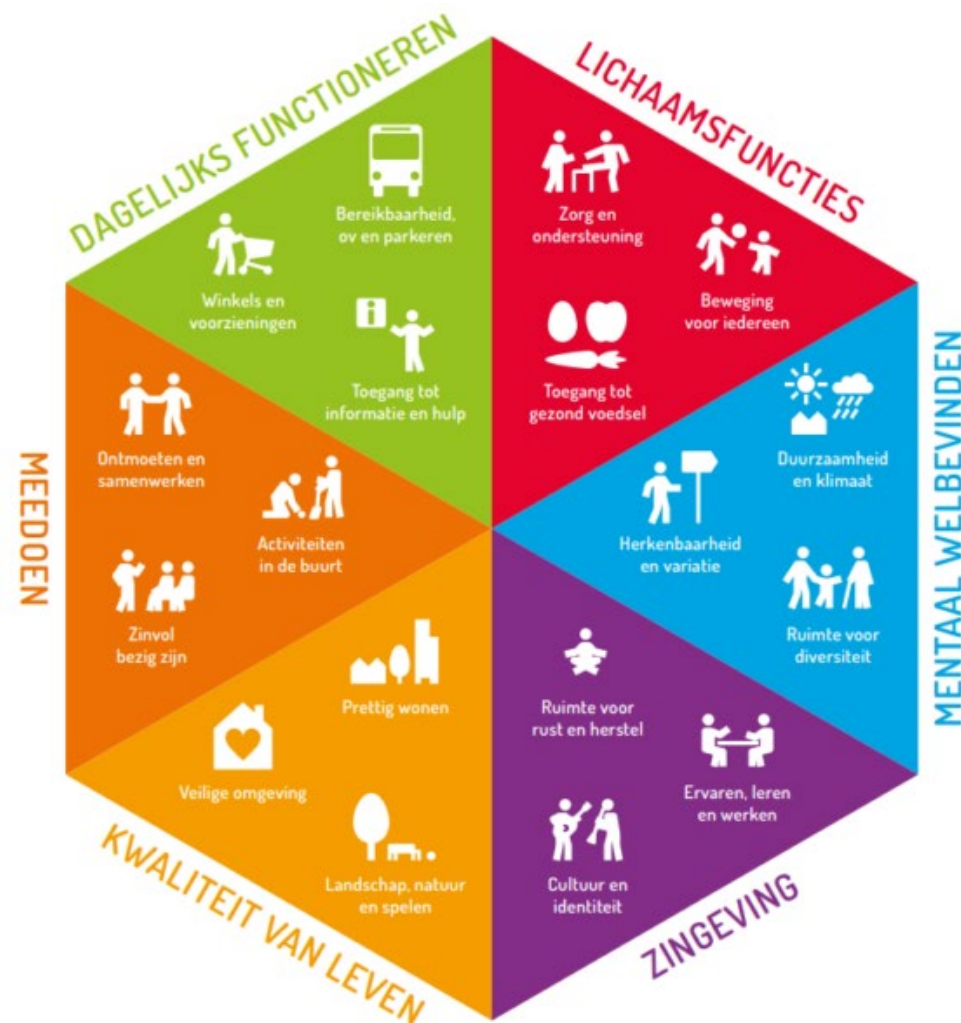 DAGELIJKS FUNCTIONEREN
Bereikbaarheid,
ov en parkeren
Winkels en
voorzieningen
Toegang tot
informatie en hulp
LICHAAMSFUNCTIES
Zorg en
ondersteuning
Beweging
voor iedereen
Toegang tot
gezond voedsel
MENTAAL WELBEVINDEN
Duurzaamheid
en klimaat
Herkenbaarheid
en variatie
Ruimte voor
diversiteit
ZINGEVING
Ruimte voor
rust en herstel
Ervaren, leren
en werken
Cultuur en
identiteit
KWALITEIT VAN LEVEN
Prettig wonen
Veilige omgeving
Landschap, natuur
en spelen
MEEDOEN
Ontmoeten en
samenwerken
Activiteiten
in de buurt
Zinvol
bezig zijn